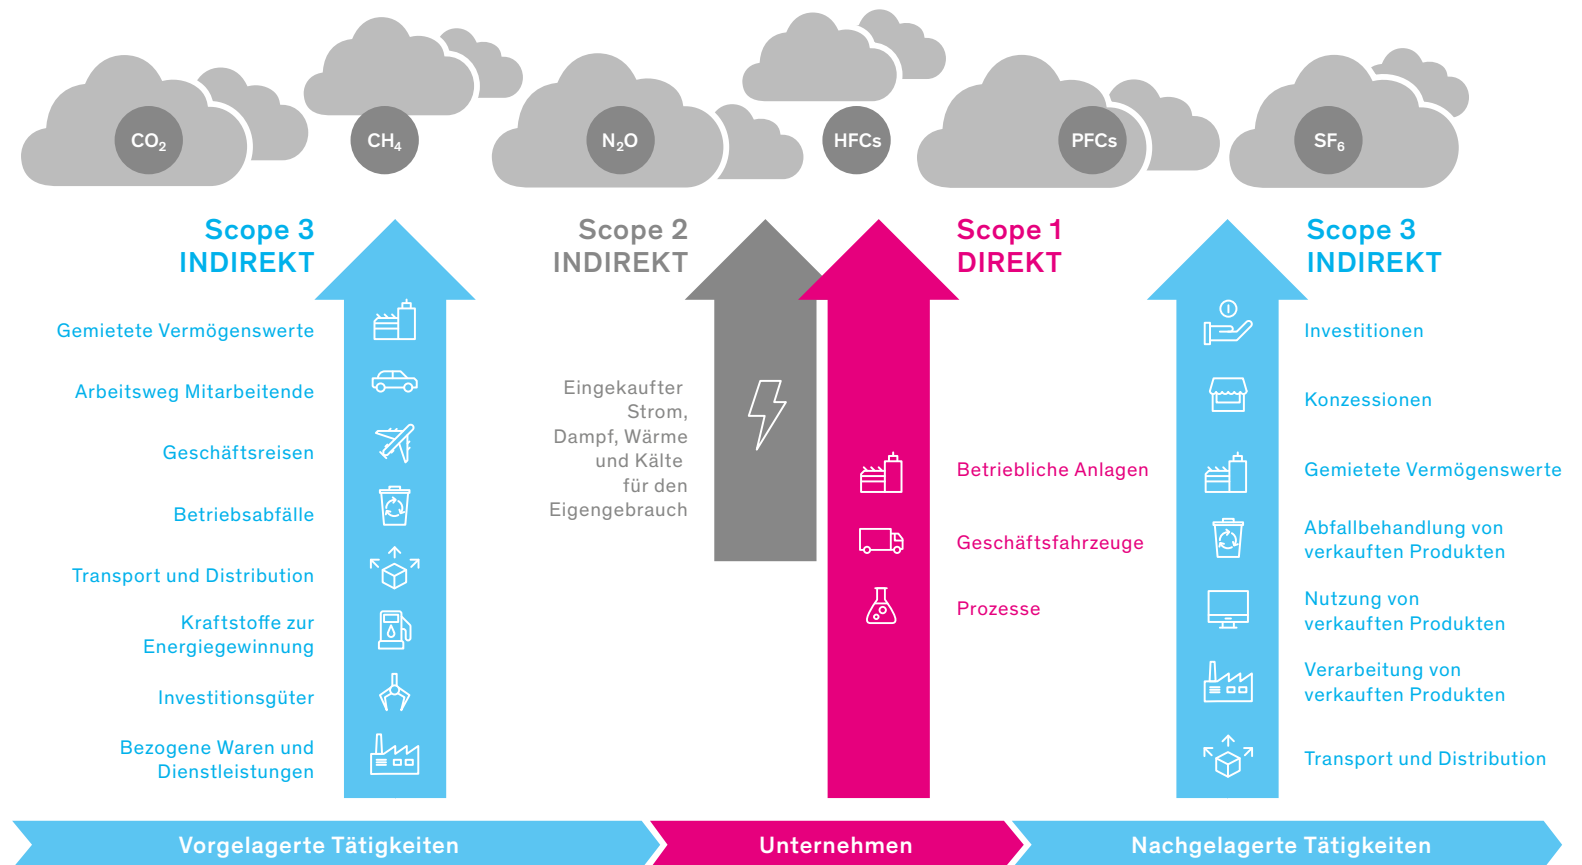 CO₂
CH₄
N₂O
HFCs
PFCs
SF₆
Scope 3
INDIREKT
Gemietete Vermögenswerte
Arbeitsweg Mitarbeitende
Geschäftsreisen
Betriebsabfälle
Transport und Distribution
Kraftstoffe zur
Energiegewinnung
Investitionsgüter
Bezogene Waren und
Dienstleistungen
Scope 2
INDIREKT
Eingekaufter
Strom,
Dampf, Wärme
und Kälte
für den
Eigengebrauch
Scope 1
DIREKT
Betriebliche Anlagen
Geschäftsfahrzeuge
Prozesse
Scope 3
INDIREKT
Investitionen
Konzessionen
Gemietete Vermögenswerte
Abfallbehandlung von
verkauften Produkten
Nutzung von
verkauften Produkten
Verarbeitung von
verkauften Produkten
Transport und Distribution
Vorgelagerte Tätigkeiten
Unternehmen
Nachgelagerte Tätigkeiten